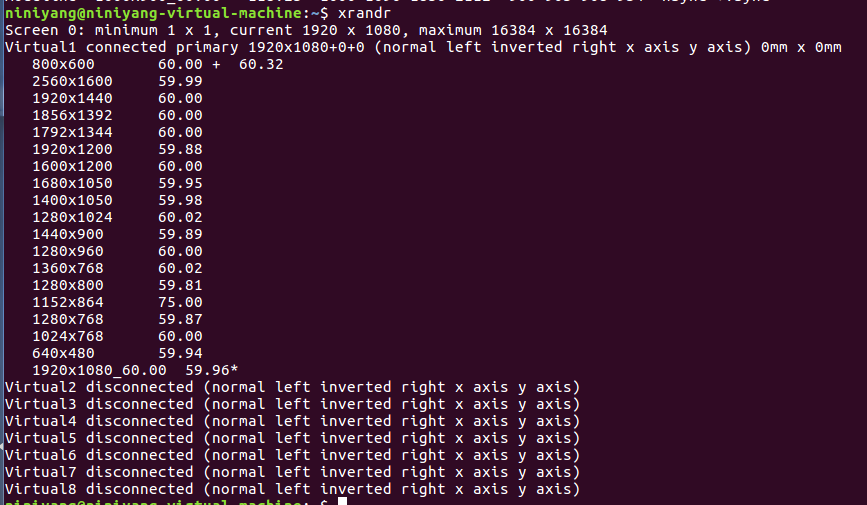 niniyang@niniyang-virtual-machine:~$ xrandr
Screen 0: minimum 1 x 1, current 1920 x 1080, maximum 16384 x 16384
Virtual1 connected primary 1920x1080+0+0 (normal left inverted right x axis y axis) 0mm x 0mm
   800x600       60.00 +  60.32
   2560x1600     59.99
   1920x1440     60.00
   1856x1392     60.00
   1792x1344     60.00
   1920x1200     59.88
   1600x1200     60.00
   1680x1050     59.95
   1400x1050     59.98
   1280x1024     60.02
   1440x900      59.89
   1280x960      60.00
   1360x768      60.02
   1280x800      59.81
   1152x864      75.00
   1280x768      59.87
   1024x768      60.00
   640x480       59.94
   1920x1080_60.00  59.96*
Virtual2 disconnected (normal left inverted right x axis y axis)
Virtual3 disconnected (normal left inverted right x axis y axis)
Virtual4 disconnected (normal left inverted right x axis y axis)
Virtual5 disconnected (normal left inverted right x axis y axis)
Virtual6 disconnected (normal left inverted right x axis y axis)
Virtual7 disconnected (normal left inverted right x axis y axis)
Virtual8 disconnected (normal left inverted right x axis y axis)
niniyang@niniyang-virtual-machine:~$